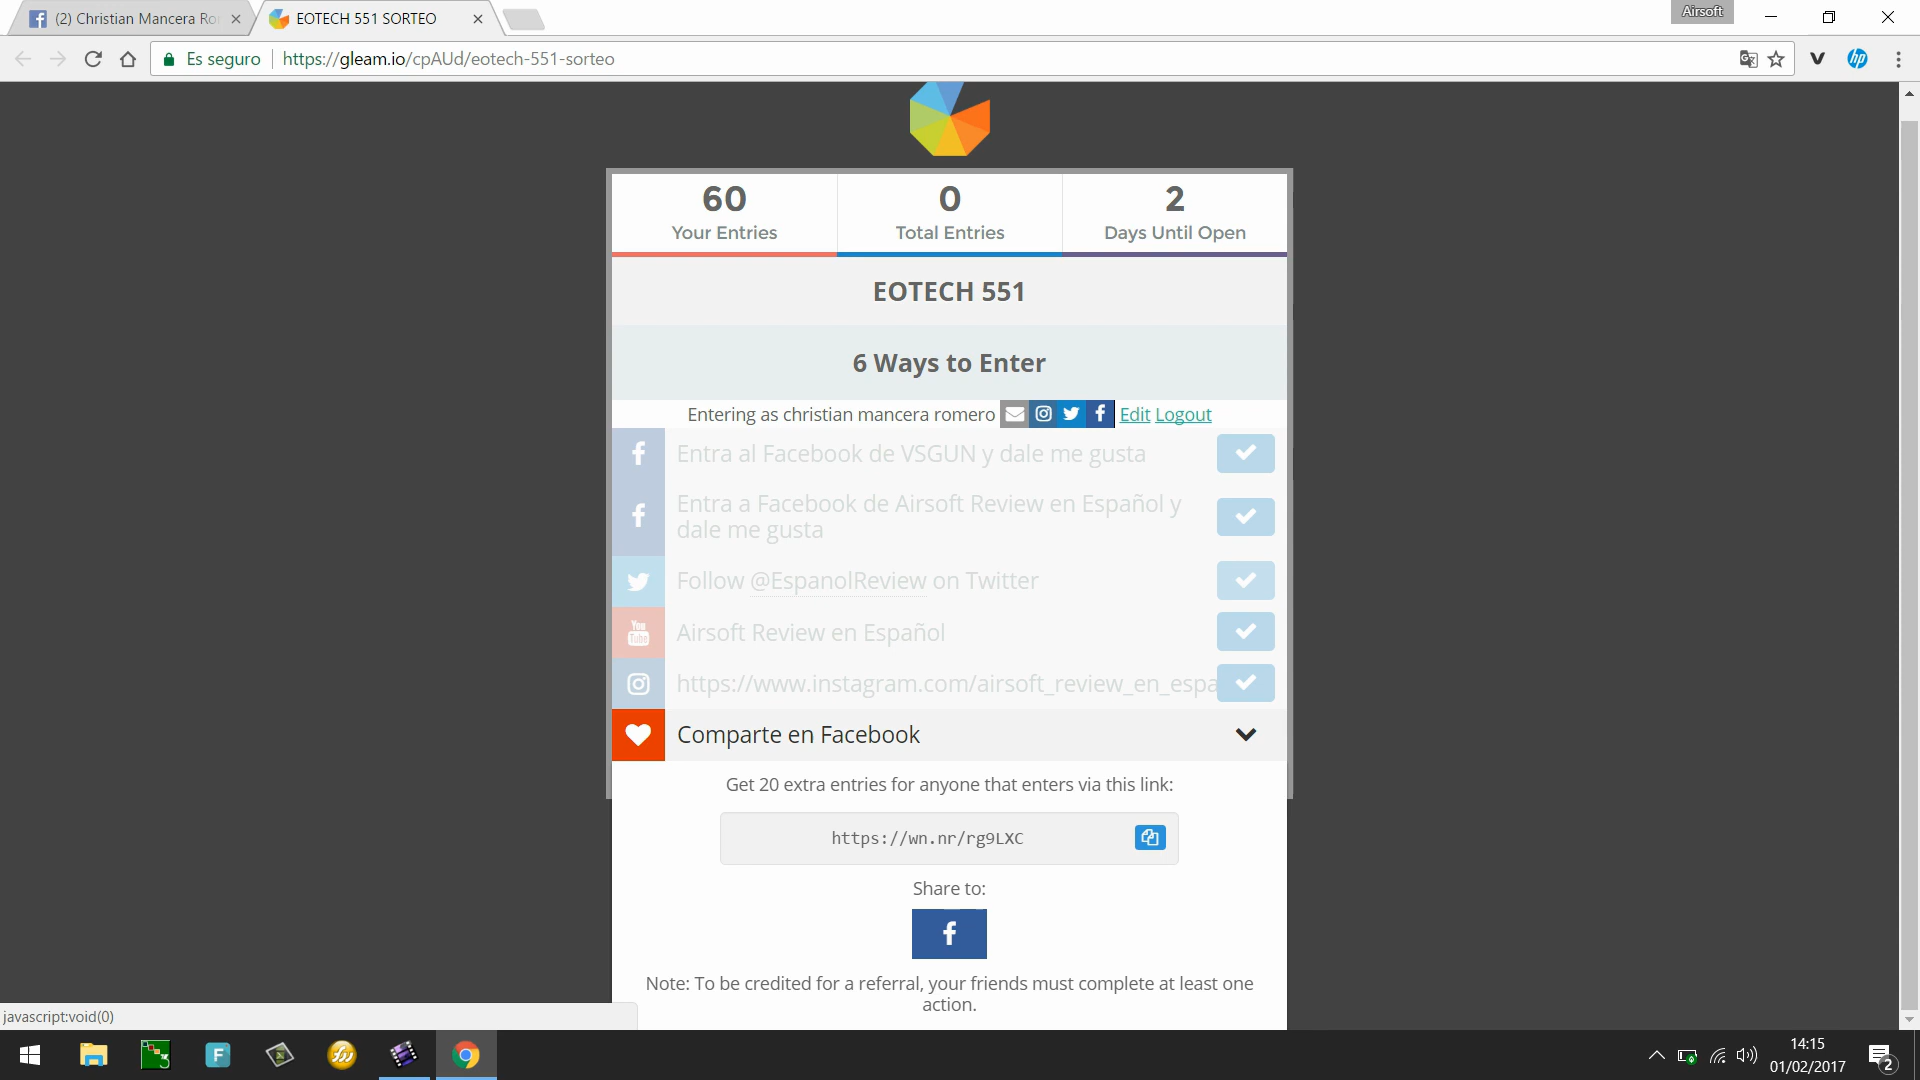 (2) Christian Mancera Ro
EOTECH 551 SORTEO
Airsoft
Es seguro
https://gleam.io/cpAUd/eotech-551-sorteo
60
Your Entries
0
Total Entries
2
Days Until Open
EOTECH 551
6 Ways to Enter
Entering as christian mancera romero
Edit Logout
Entra al Facebook de VSGUN y dale me gusta
Entra a Facebook de Airsoft Review en Español y
dale me gusta
Follow @EspanolReview on Twitter
You
Tube
Airsoft Review en Español
https://www.instagram.com/airsoft_review_en_espa
Comparte en Facebook
Get 20 extra entries for anyone that enters via this link:
https://wn.nr/rg9LXC
Share to:
Note: To be credited for a referral, your friends must complete at least one
action.
javascript:void(0)
14:15
01/02/2017
2